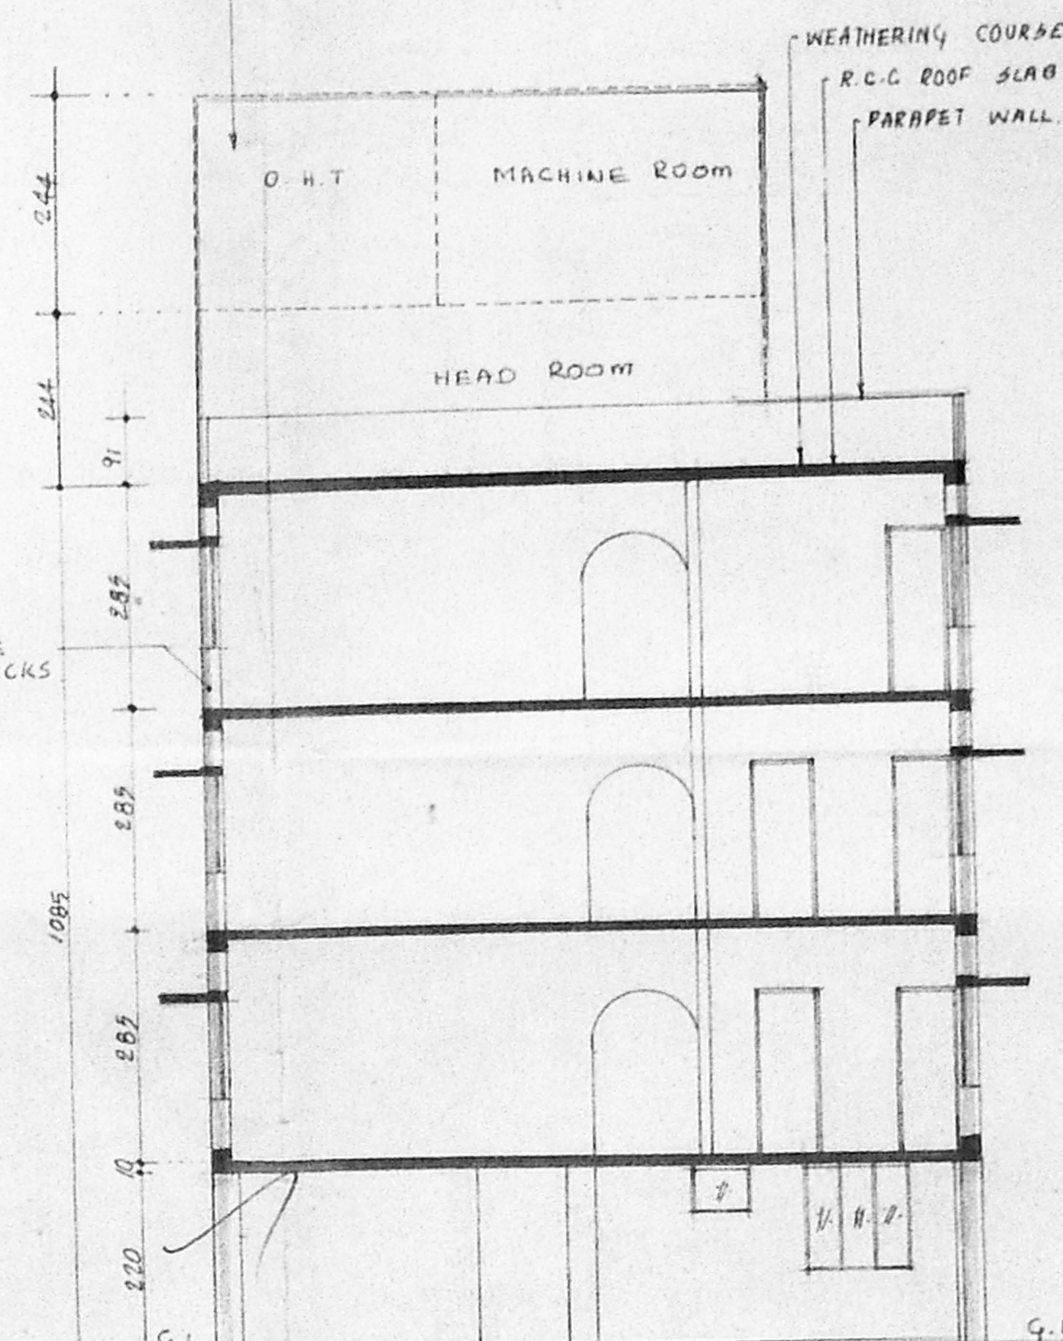 WEATHERING COURSE
R.C.C ROOF SLAB
PARAPET WALL.
O.H.T
MACHINE ROOM
244
HEAD ROOM
244
91
285
CKS
285
1085
285
10
220
G.